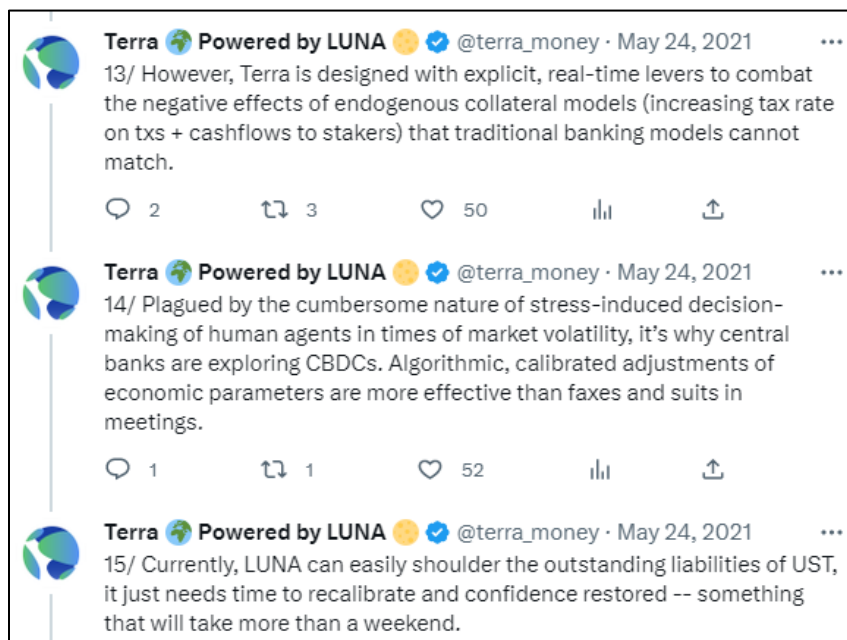 Terra 🌍 Powered by LUNA 🌕 @terra_money · May 24, 2021
13/ However, Terra is designed with explicit, real-time levers to combat
the negative effects of endogenous collateral models (increasing tax rate
on txs + cashflows to stakers) that traditional banking models cannot
match.
2 3 50
Terra 🌍 Powered by LUNA 🌕 @terra_money · May 24, 2021
14/ Plagued by the cumbersome nature of stress-induced decision-
making of human agents in times of market volatility, it’s why central
banks are exploring CBDCs. Algorithmic, calibrated adjustments of
economic parameters are more effective than faxes and suits in
meetings.
1 1 52
Terra 🌍 Powered by LUNA 🌕 @terra_money · May 24, 2021
15/ Currently, LUNA can easily shoulder the outstanding liabilities of UST,
it just needs time to recalibrate and confidence restored -- something
that will take more than a weekend.